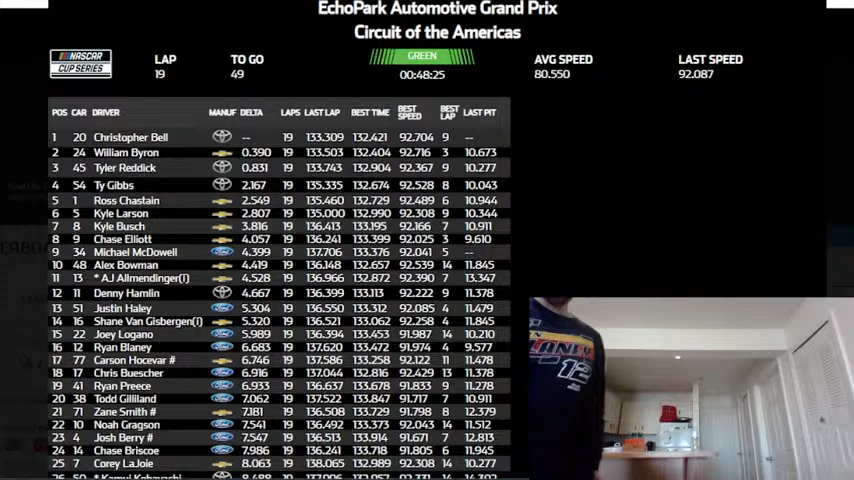 EchoPark Automotive Grand Prix
Circuit of the Americas
NASCAR CUP SERIES LAP TO GO GREEN AVG SPEED LAST SPEED
19 49 00:48:25 80.550 92.087
POS CAR DRIVER MANUF DELTA LAPS LAST LAP BEST TIME BEST SPEED BEST LAP LAST PIT
1 20 Christopher Bell -- 19 133.309 132.421 92.704 9 --
2 24 William Byron 0.390 19 133.503 132.404 92.716 3 10.673
3 45 Tyler Reddick 0.831 19 133.743 132.904 92.367 9 10.277
4 54 Ty Gibbs 2.167 19 135.335 132.674 92.528 8 10.043
5 1 Ross Chastain 2.549 19 135.460 132.729 92.489 6 10.944
6 5 Kyle Larson 2.807 19 135.000 132.990 92.308 9 10.344
7 8 Kyle Busch 3.816 19 136.413 133.195 92.166 7 10.911
8 9 Chase Elliott 4.057 19 136.241 133.399 92.025 3 9.610
9 34 Michael McDowell Ford 4.399 19 137.706 133.376 92.041 5 --
10 48 Alex Bowman 4.419 19 136.148 132.657 92.539 14 11.845
11 13 * AJ Allmendinger(i) 4.528 19 136.966 132.872 92.390 7 13.347
12 11 Denny Hamlin 4.667 19 136.399 133.113 92.222 9 11.378
13 51 Justin Haley Ford 5.304 19 136.550 133.312 92.085 4 11.479
14 16 Shane Van Gisbergen(i) 5.320 19 136.521 133.062 92.258 4 11.845
15 22 Joey Logano Ford 5.989 19 136.394 133.453 91.987 14 10.210
16 12 Ryan Blaney Ford 6.683 19 137.620 133.472 91.974 4 9.577
17 77 Carson Hocevar # 6.746 19 137.586 133.258 92.122 11 11.478
18 17 Chris Buescher Ford 6.916 19 137.044 132.816 92.429 13 11.378
19 41 Ryan Preece Ford 6.933 19 136.637 133.678 91.833 9 11.278
20 38 Todd Gilliland Ford 7.062 19 137.522 133.847 91.717 7 10.911
21 71 Zane Smith # 7.181 19 136.508 133.729 91.798 8 12.379
22 10 Noah Gragson Ford 7.541 19 136.492 133.373 92.043 14 11.512
23 4 Josh Berry # Ford 7.547 19 136.513 133.914 91.671 7 12.813
24 14 Chase Briscoe Ford 7.986 19 136.241 133.718 91.805 6 11.945
25 7 Corey LaJoie 8.063 19 138.065 132.989 92.308 14 10.277
* Kamui Kobayashi
12